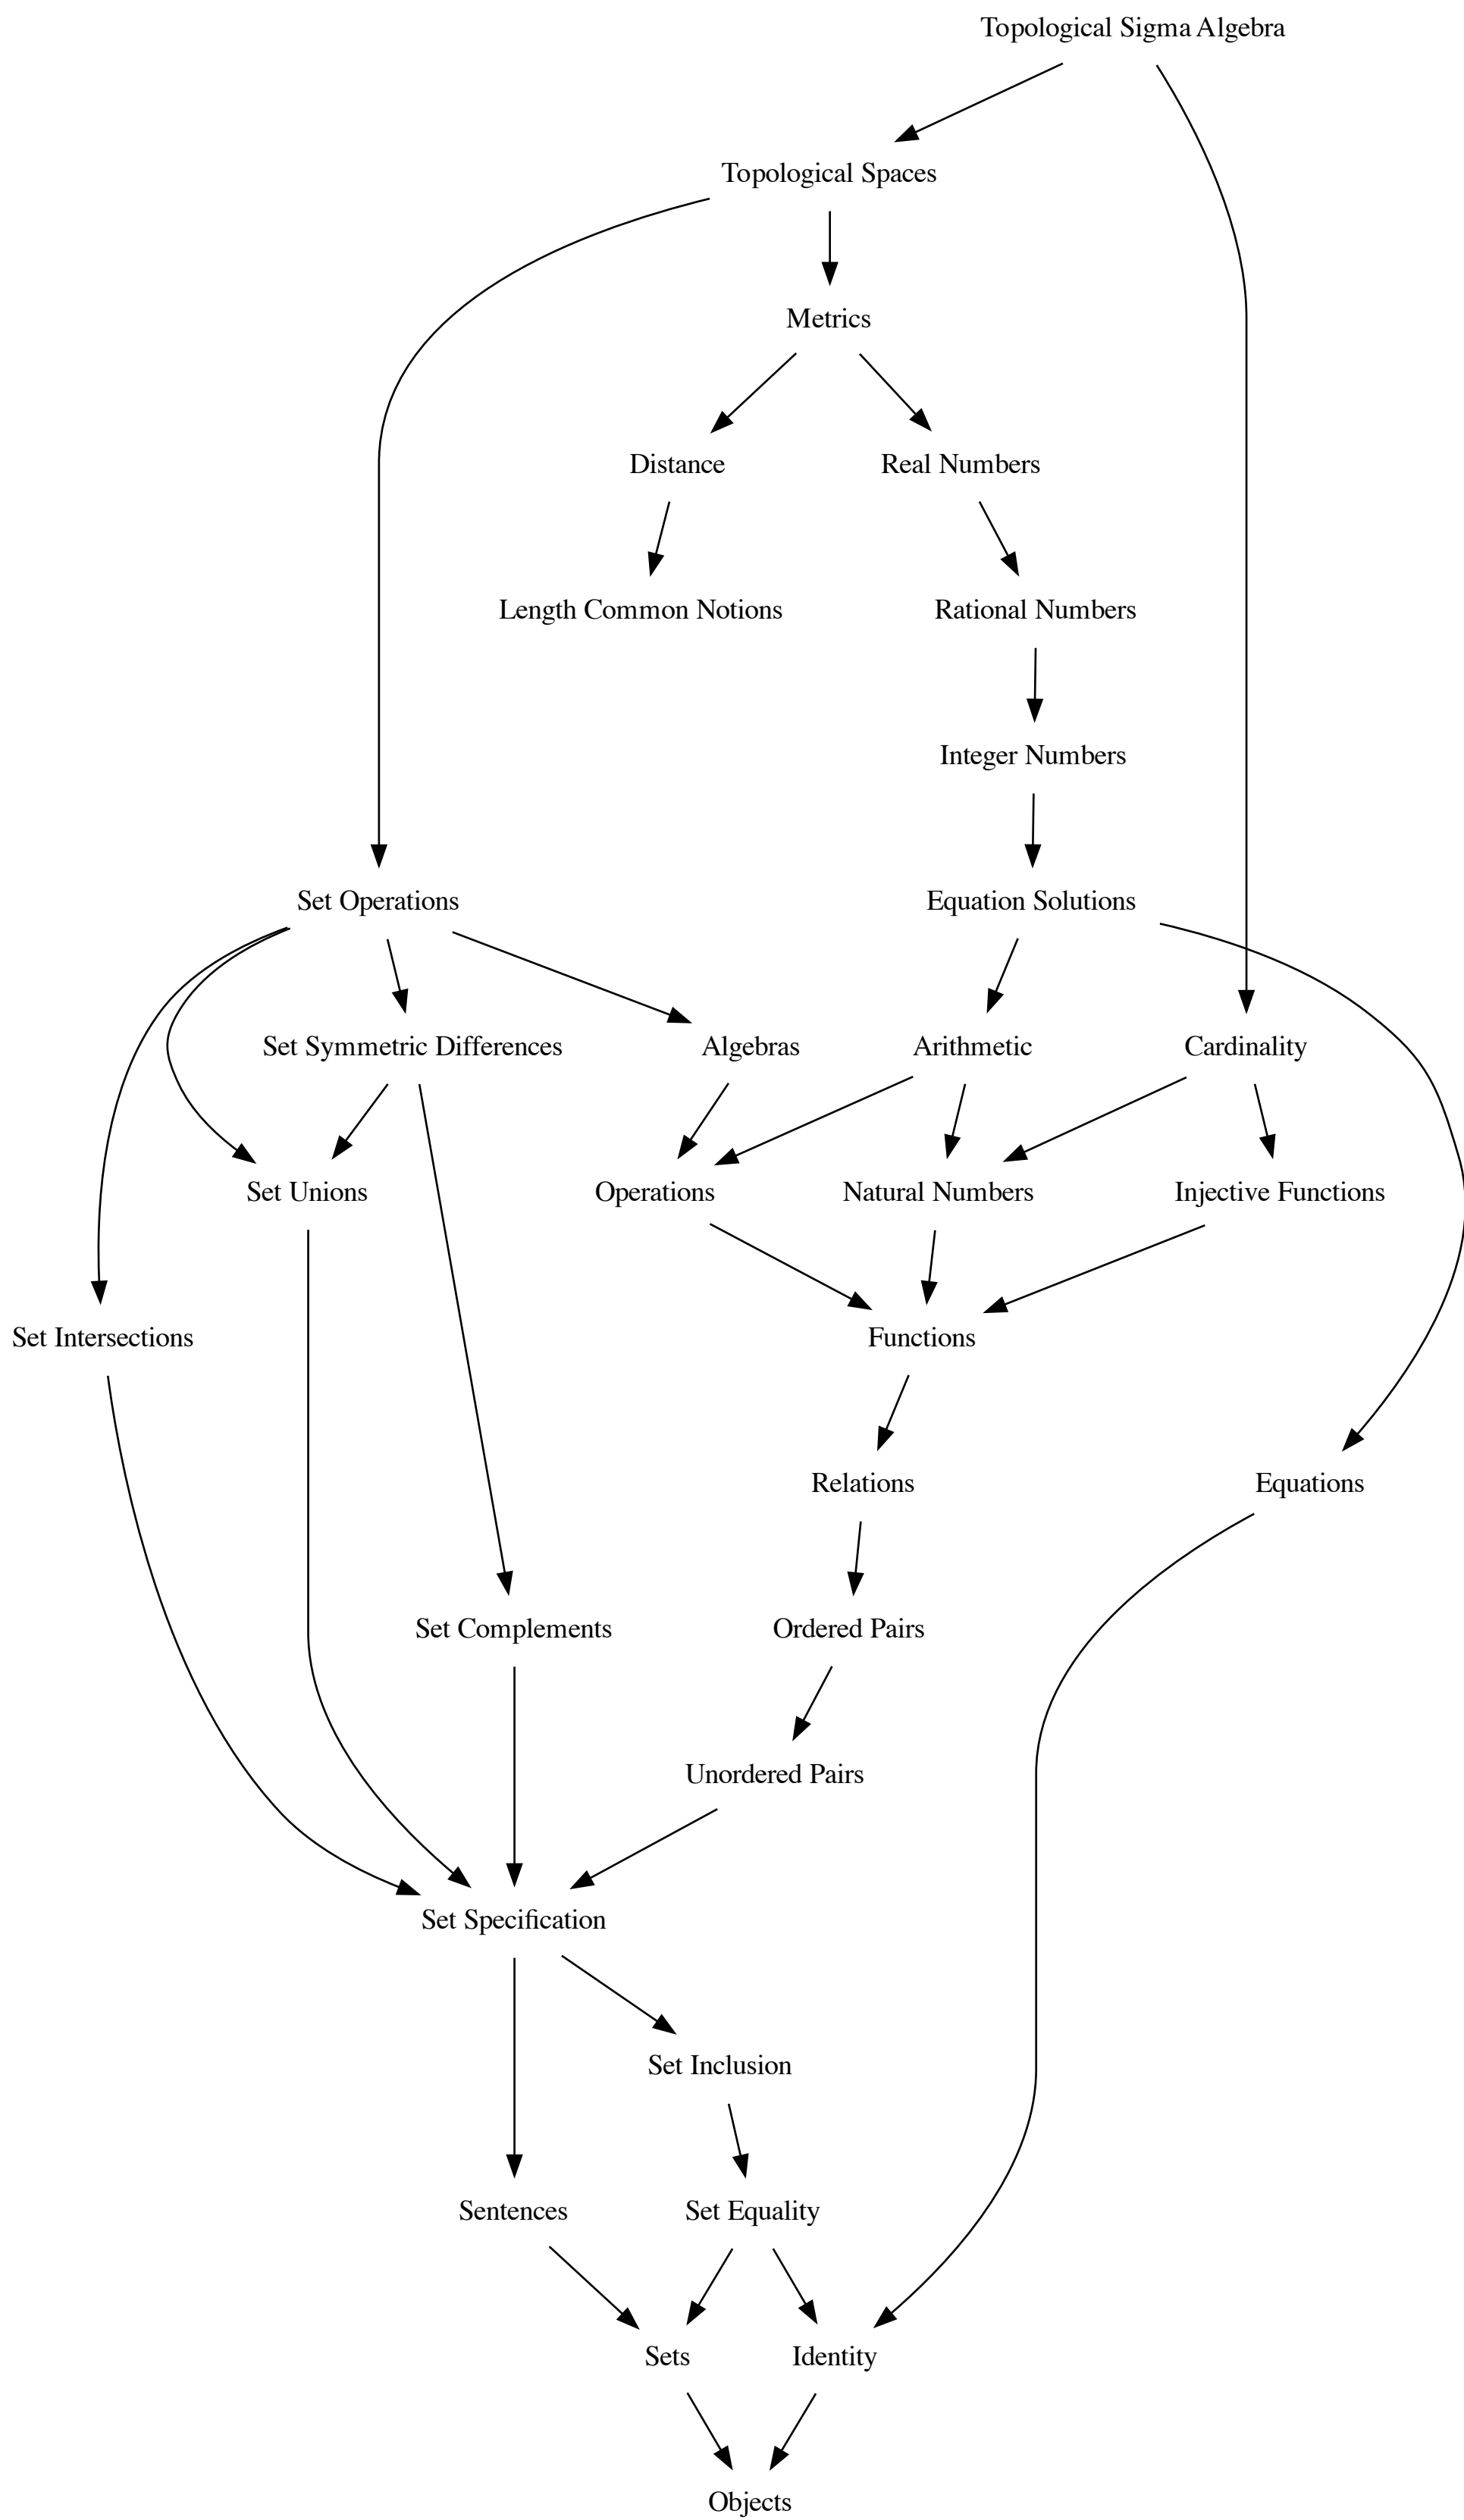 Topological Sigma Algebra
Topological Spaces
Metrics
Distance
Real Numbers
Length Common Notions
Rational Numbers
Integer Numbers
Set Operations
Equation Solutions
Set Symmetric Differences
Algebras
Arithmetic
Cardinality
Set Unions
Operations
Natural Numbers
Injective Functions
Set Intersections
Functions
Relations
Equations
Set Complements
Ordered Pairs
Unordered Pairs
Set Specification
Set Inclusion
Sentences
Set Equality
Sets
Identity
Objects